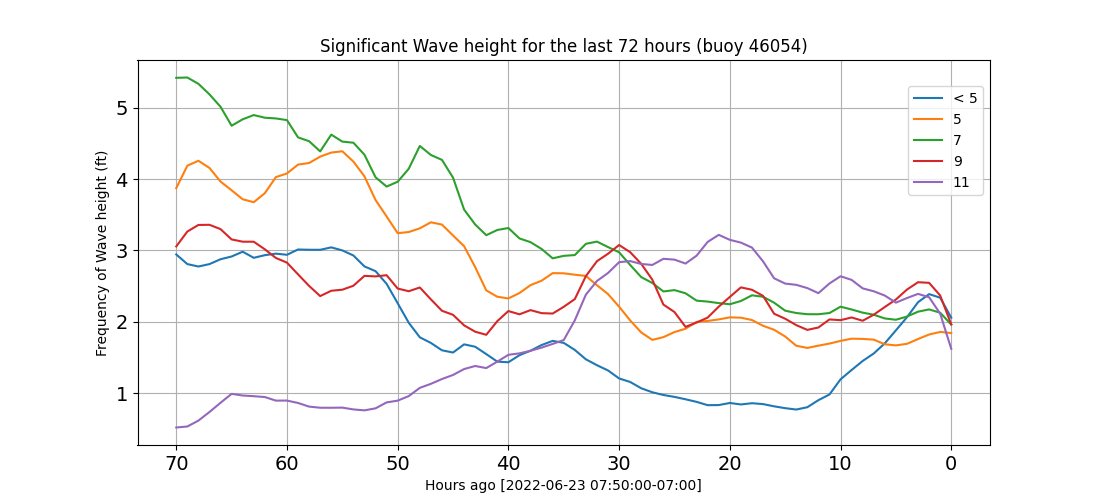 Significant Wave height for the last 72 hours (buoy 46054)
Frequency of Wave height (ft)
5
4
3
2
1
< 5
5
7
9
11
70 60 50 40 30 20 10 0
Hours ago [2022-06-23 07:50:00-07:00]